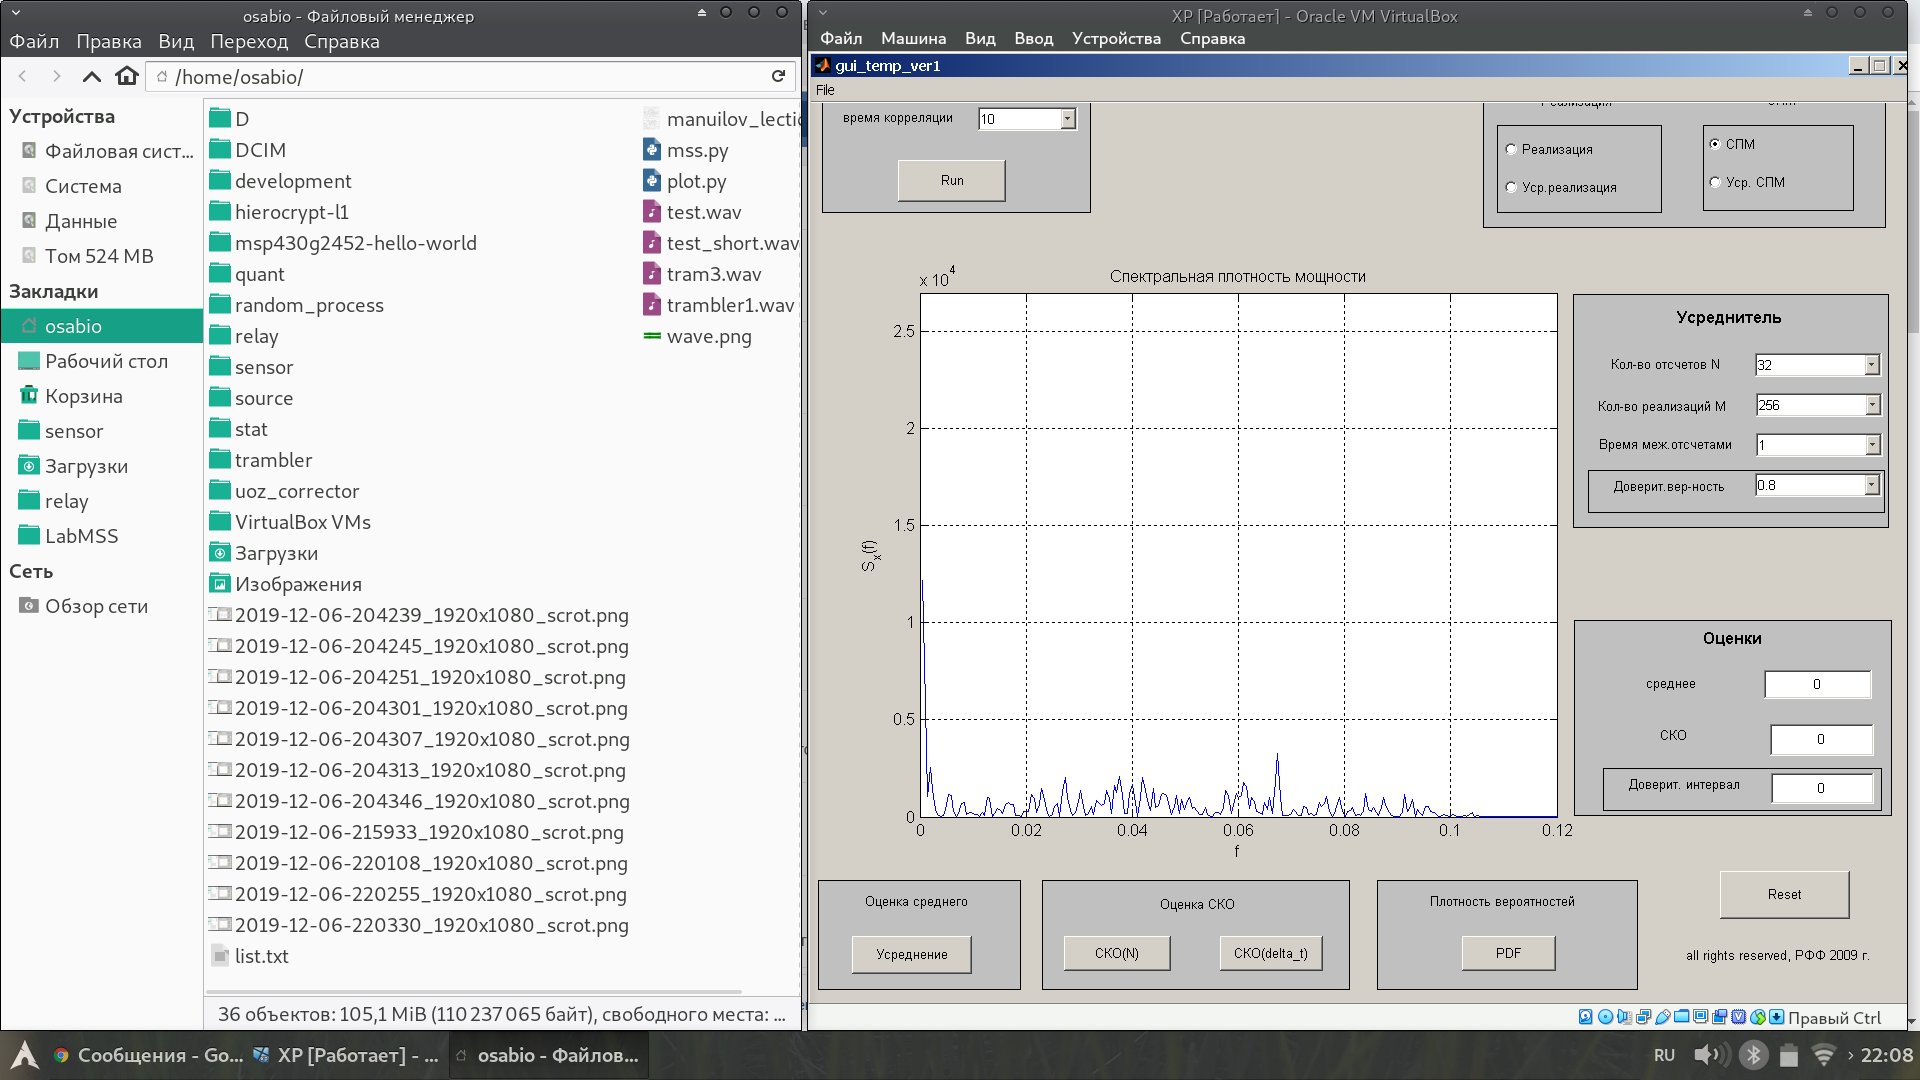 osabio - Файловый менеджер
Файл Правка Вид Переход Справка
/home/osabio/
Устройства
Файловая сист...
Система
Данные
Том 524 MB
Закладки
osabio
Рабочий стол
Корзина
sensor
Загрузки
relay
LabMSS
Сеть
Обзор сети
D
DCIM
development
hierocrypt-l1
msp430g2452-hello-world
quant
random_process
relay
sensor
source
stat
trambler
uoz_corrector
VirtualBox VMs
Загрузки
Изображения
2019-12-06-204239_1920x1080_scrot.png
2019-12-06-204245_1920x1080_scrot.png
2019-12-06-204251_1920x1080_scrot.png
2019-12-06-204301_1920x1080_scrot.png
2019-12-06-204307_1920x1080_scrot.png
2019-12-06-204313_1920x1080_scrot.png
2019-12-06-204346_1920x1080_scrot.png
2019-12-06-215933_1920x1080_scrot.png
2019-12-06-220108_1920x1080_scrot.png
2019-12-06-220255_1920x1080_scrot.png
2019-12-06-220330_1920x1080_scrot.png
list.txt
manuilov_lectio
mss.py
plot.py
test.wav
test_short.wav
tram3.wav
trambler1.wav
wave.png
36 объектов: 105,1 MiB (110 237 065 байт), свободного места: ...
XP [Работает] - Oracle VM VirtualBox
Файл Машина Вид Ввод Устройства Справка
gui_temp_ver1
File
время корреляции 10
Run
Реализация
СПМ
Реализация
Уср.реализация
СПМ
Уср. СПМ
Спектральная плотность мощности
x 10^4
2.5
2
1.5
1
0.5
0
S_x(f)
0 0.02 0.04 0.06 0.08 0.1 0.12
f
Усреднитель
Кол-во отсчетов N 32
Кол-во реализаций M 256
Время меж.отсчетами 1
Доверит.вер-ность 0.8
Оценки
среднее 0
СКО 0
Доверит. интервал 0
Оценка среднего
Усреднение
Оценка СКО
СКО(N) СКО(delta_t)
Плотность вероятностей
PDF
Reset
all rights reserved, РФФ 2009 г.
Правый Ctrl
Сообщения - Go...
XP [Работает] - ...
osabio - Файлов...
RU
22:08